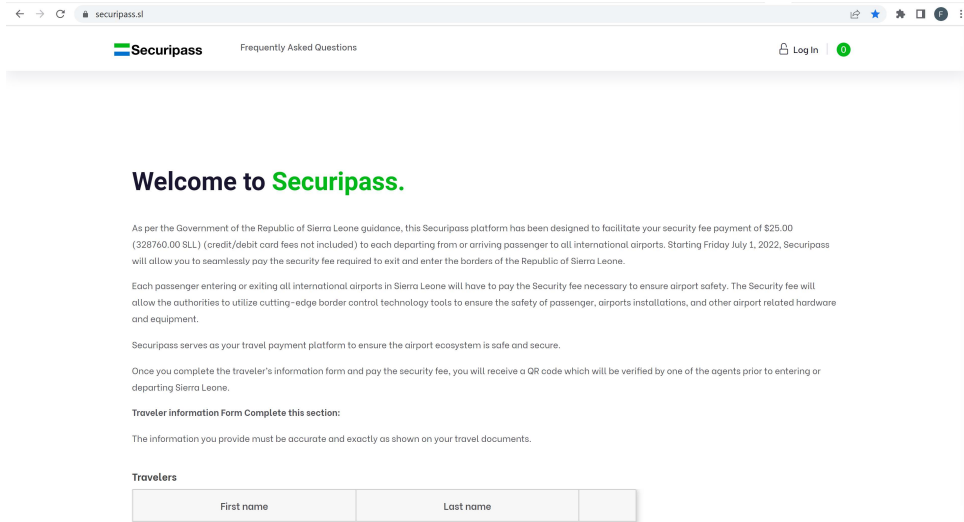 securipass.sl
F
Securipass
Frequently Asked Questions
Log In
0
Welcome to Securipass.
As per the Government of the Republic of Sierra Leone guidance, this Securipass platform has been designed to facilitate your security fee payment of $25.00
(328760.00 SLL) (credit/debit card fees not included) to each departing from or arriving passenger to all international airports. Starting Friday July 1, 2022, Securipass
will allow you to seamlessly pay the security fee required to exit and enter the borders of the Republic of Sierra Leone.
Each passenger entering or exiting all international airports in Sierra Leone will have to pay the Security fee necessary to ensure airport safety. The Security fee will
allow the authorities to utilize cutting-edge border control technology tools to ensure the safety of passenger, airports installations, and other airport related hardware
and equipment.
Securipass serves as your travel payment platform to ensure the airport ecosystem is safe and secure.
Once you complete the traveler's information form and pay the security fee, you will receive a QR code which will be verified by one of the agents prior to entering or
departing Sierra Leone.
Traveler information Form Complete this section:
The information you provide must be accurate and exactly as shown on your travel documents.
Travelers
First name
Last name